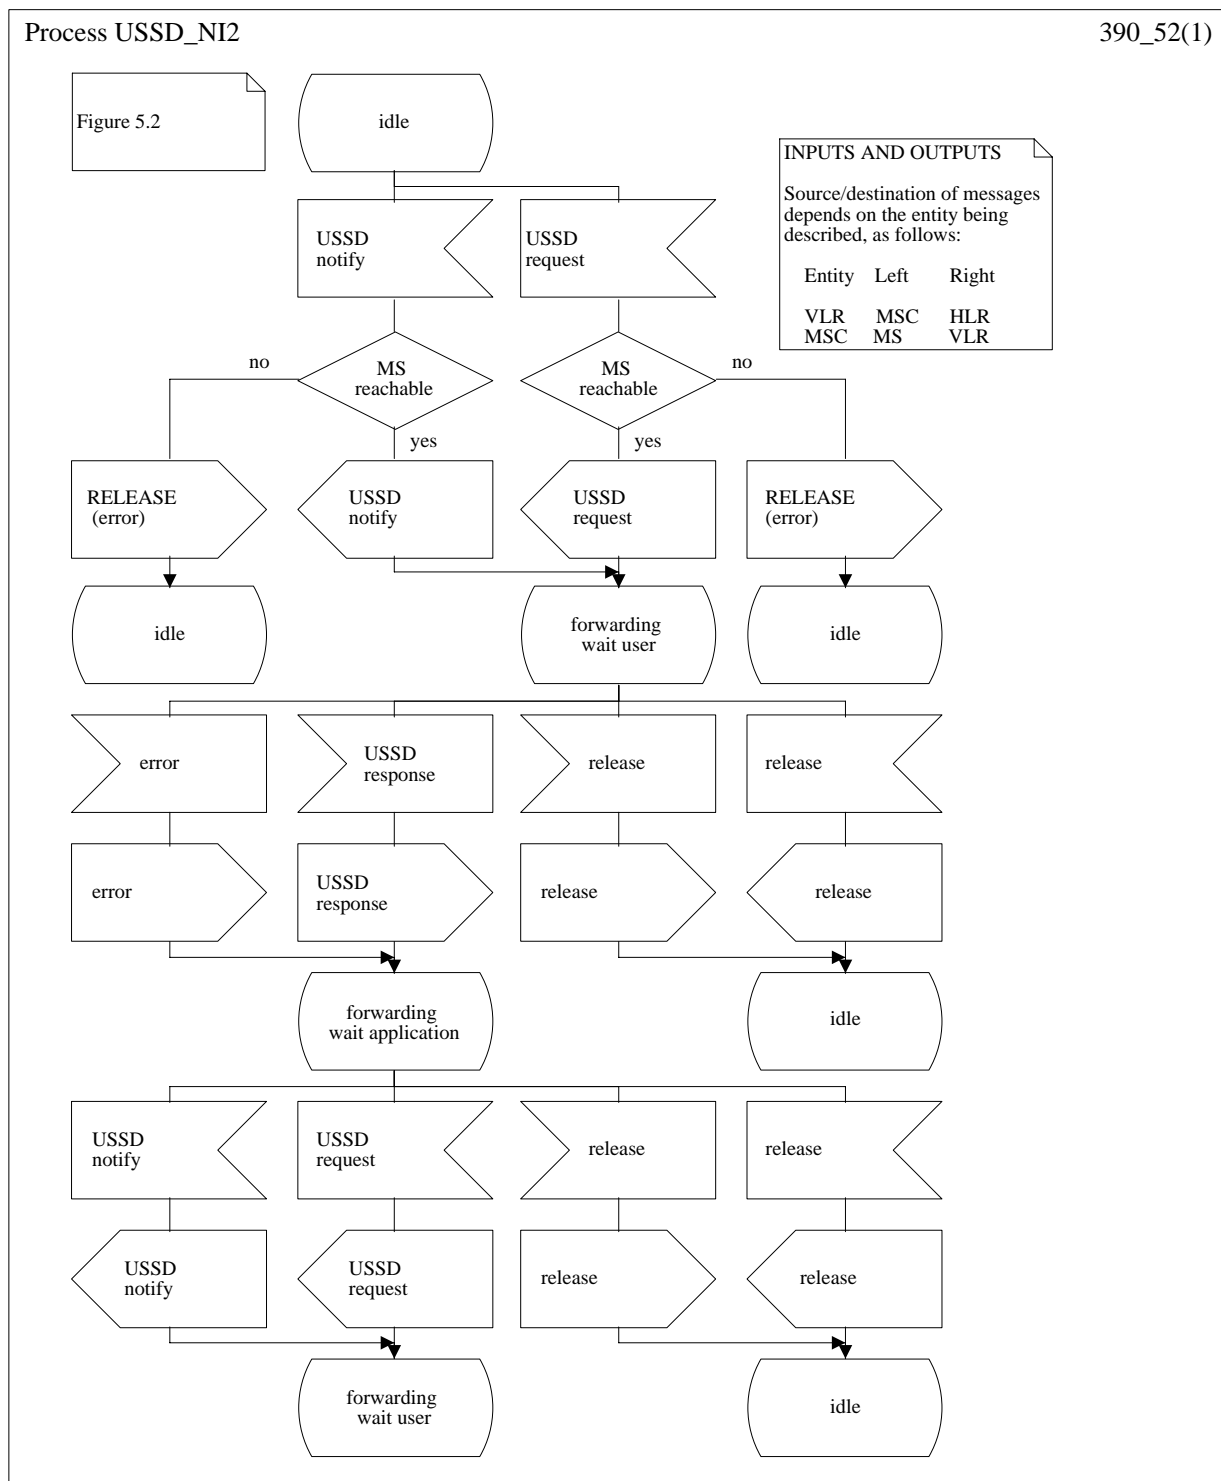 Process USSD_NI2
390_52(1)
Figure 5.2
idle
INPUTS AND OUTPUTS
Source/destination of messages
depends on the entity being
described, as follows:
Entity Left Right
VLR MSC HLR
MSC MS VLR
USSD
notify
USSD
request
no
MS
reachable
MS
reachable
no
yes
yes
RELEASE
(error)
USSD
notify
USSD
request
RELEASE
(error)
idle
forwarding
wait user
idle
error
USSD
response
release
release
error
USSD
response
release
release
forwarding
wait application
idle
USSD
notify
USSD
request
release
release
USSD
notify
USSD
request
release
release
forwarding
wait user
idle